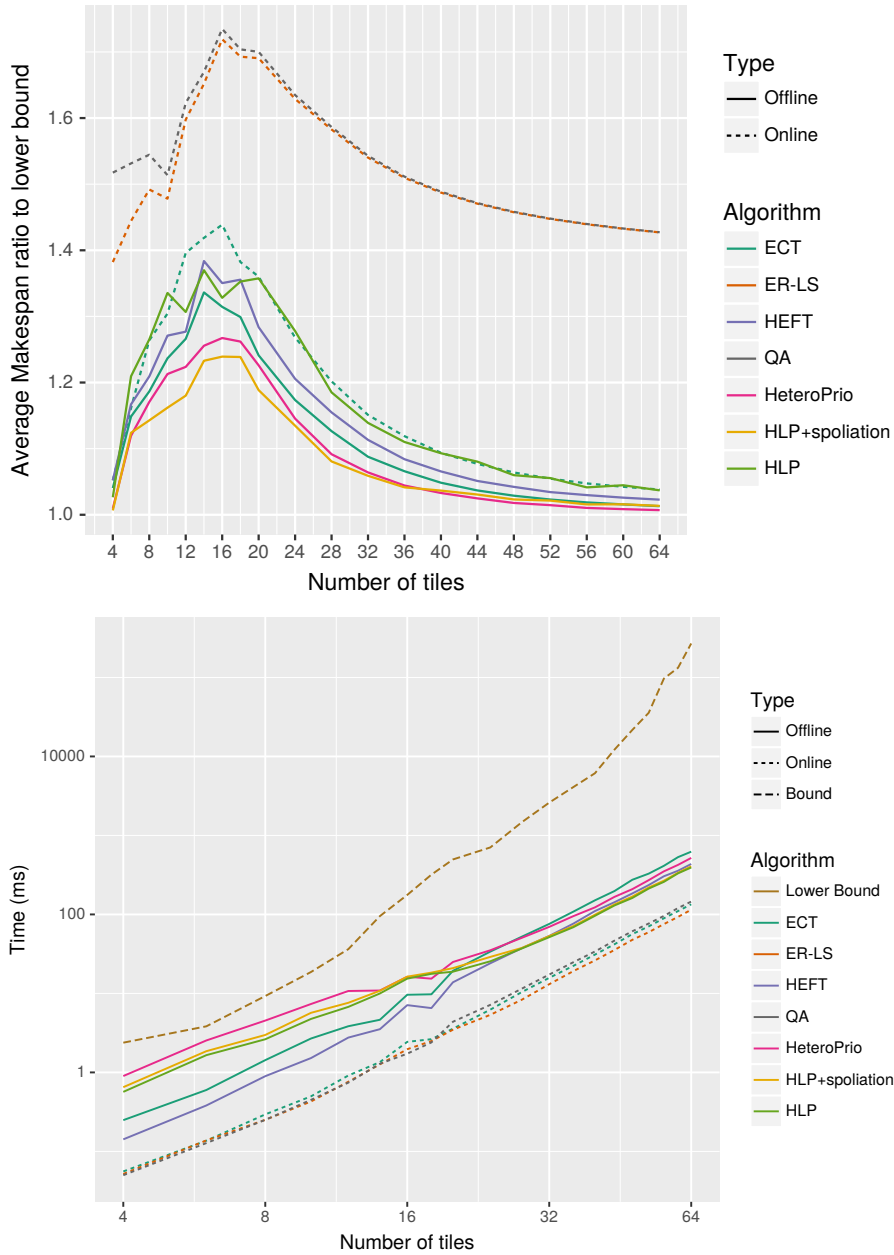 Average Makespan ratio to lower bound
1.6
1.4
1.2
1.0
4 8 12 16 20 24 28 32 36 40 44 48 52 56 60 64
Number of tiles
Type
Offline
Online
Algorithm
ECT
ER-LS
HEFT
QA
HeteroPrio
HLP+spoliation
HLP
Time (ms)
10000
100
1
4 8 16 32 64
Number of tiles
Type
Offline
Online
Bound
Algorithm
Lower Bound
ECT
ER-LS
HEFT
QA
HeteroPrio
HLP+spoliation
HLP